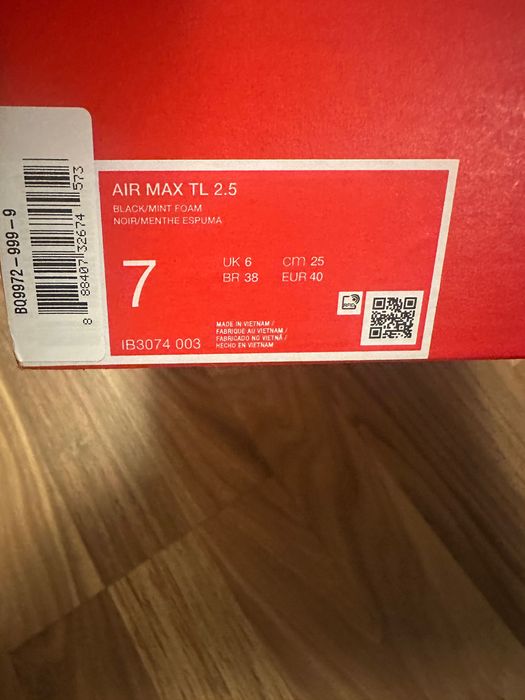 AIR MAX TL 2.5
BLACK/MINT FOAM
NOIR/MENTHE ESPUMA
7
UK 6 cm 25
BR 38 EUR 40
IB3074 003
MADE IN VIETNAM /
FABRIQUÉ AU VIETNAM /
FABRICADO NO VIETNÃ /
HECHO EN VIETNAM
RFID
BQ9972-999-9
8 88407 32674 573